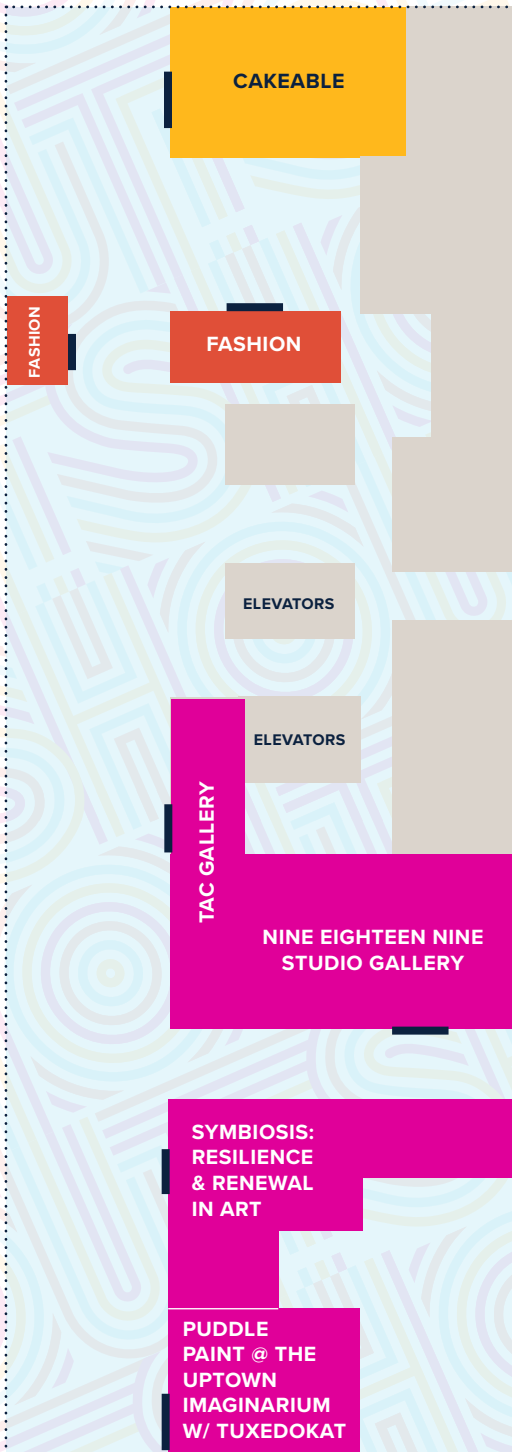 CAKEABLE
FASHION
FASHION
ELEVATORS
ELEVATORS
TAC GALLERY
NINE EIGHTEEN NINE
STUDIO GALLERY
SYMBIOSIS:
RESILIENCE
& RENEWAL
IN ART
PUDDLE
PAINT @ THE
UPTOWN
IMAGINARIUM
W/ TUXEDOKAT